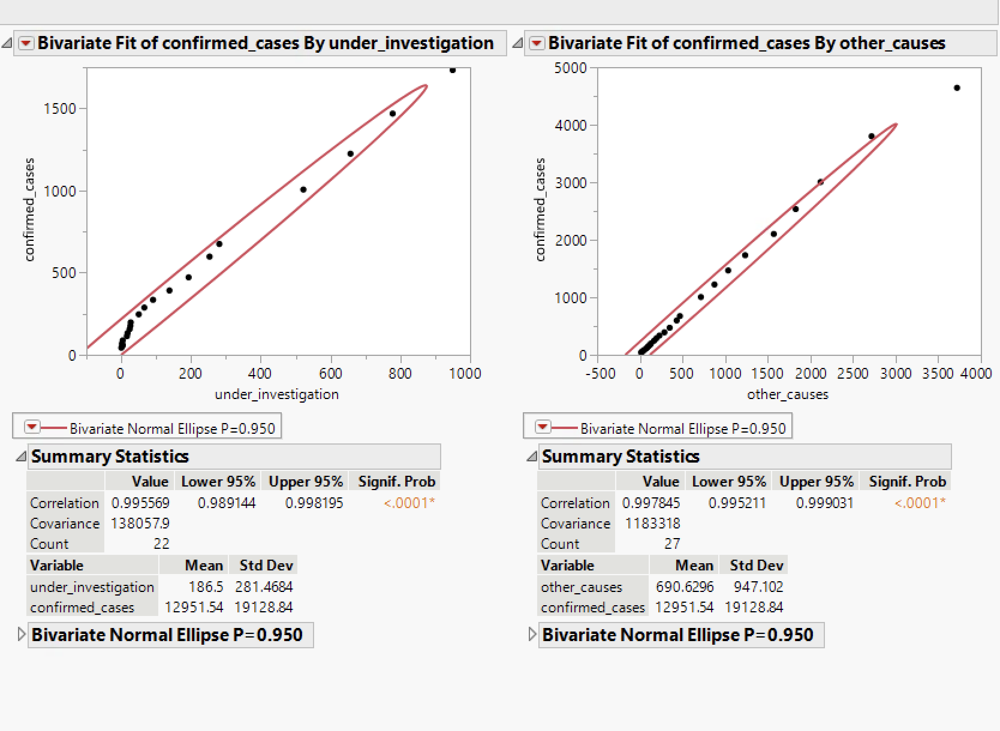 Bivariate Fit of confirmed_cases By under_investigation
confirmed_cases
1500
1000
500
0
0 200 400 600 800 1000
under_investigation
Bivariate Normal Ellipse P=0.950
Summary Statistics
Value Lower 95% Upper 95% Signif. Prob
Correlation 0.995569 0.989144 0.998195 <.0001*
Covariance 138057.9
Count 22
Variable Mean Std Dev
under_investigation 186.5 281.4684
confirmed_cases 12951.54 19128.84
Bivariate Normal Ellipse P=0.950
Bivariate Fit of confirmed_cases By other_causes
confirmed_cases
5000
4000
3000
2000
1000
0
-500 0 500 1000 1500 2000 2500 3000 3500 4000
other_causes
Bivariate Normal Ellipse P=0.950
Summary Statistics
Value Lower 95% Upper 95% Signif. Prob
Correlation 0.997845 0.995211 0.999031 <.0001*
Covariance 1183318
Count 27
Variable Mean Std Dev
other_causes 690.6296 947.102
confirmed_cases 12951.54 19128.84
Bivariate Normal Ellipse P=0.950